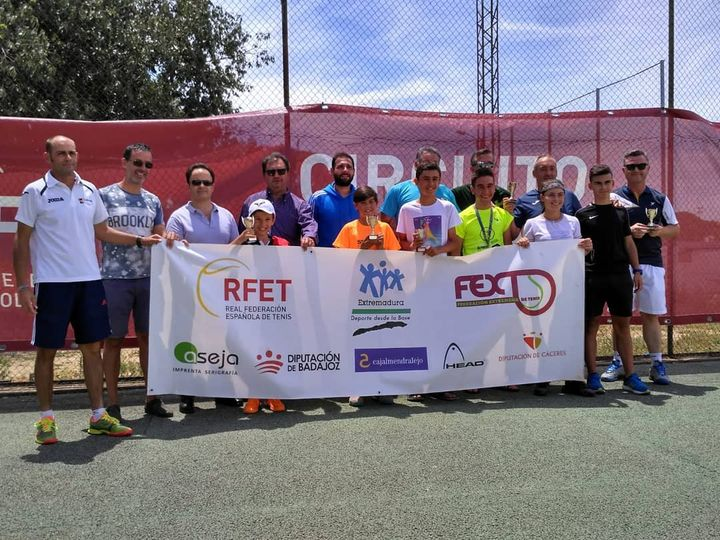 CIRCUITO
JOMA
BROOKLYN
RFET
REAL FEDERACIÓN
ESPAÑOLA DE TENIS
Extremadura
Deporte desde la Base
FEXT
FEDERACIÓN EXTREMEÑA
DE TENIS
aseja
IMPRENTA SERIGRAFÍA
DIPUTACIÓN
DE BADAJOZ
cajalmendralejo
HEAD
DIPUTACIÓN DE CÁCERES